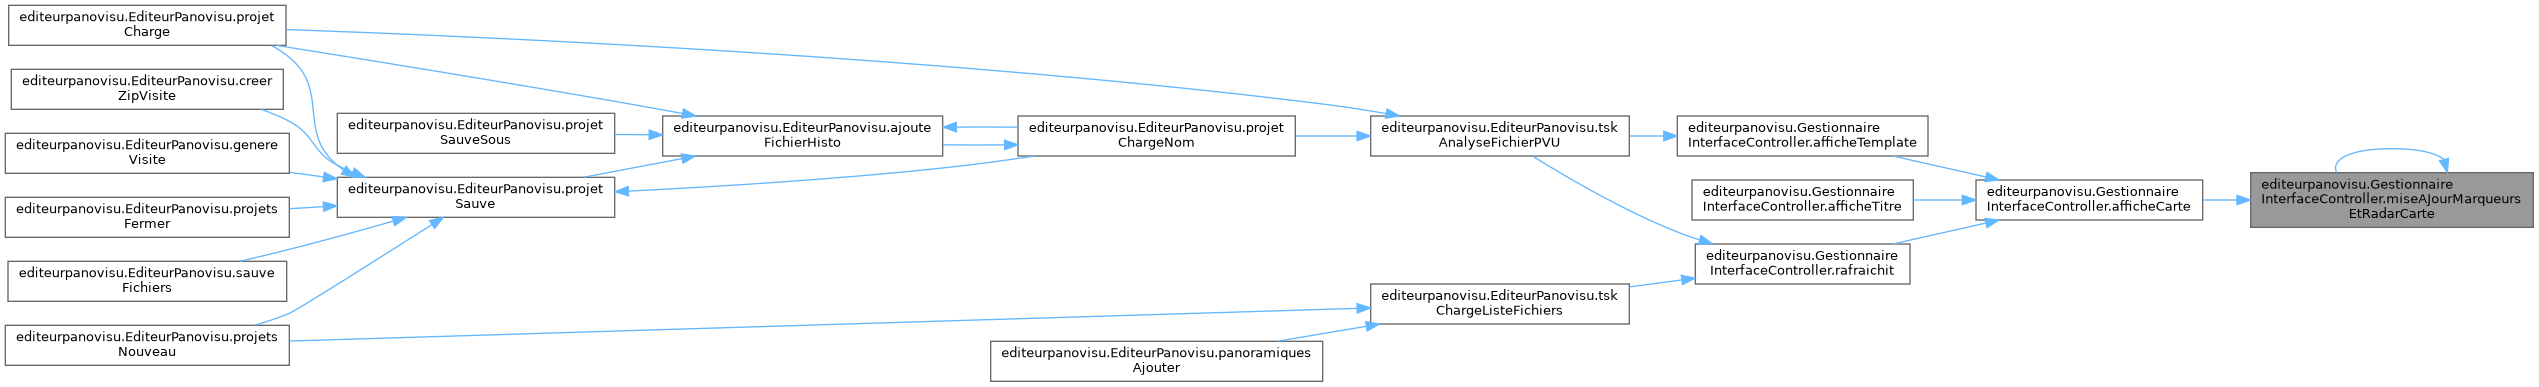 editeurpanovisu.EditeurPanovisu.projet
Charge
editeurpanovisu.EditeurPanovisu.creer
ZipVisite
editeurpanovisu.EditeurPanovisu.genere
Visite
editeurpanovisu.EditeurPanovisu.projets
Fermer
editeurpanovisu.EditeurPanovisu.sauve
Fichiers
editeurpanovisu.EditeurPanovisu.projets
Nouveau
editeurpanovisu.EditeurPanovisu.projet
SauveSous
editeurpanovisu.EditeurPanovisu.projet
Sauve
editeurpanovisu.EditeurPanovisu.ajoute
FichierHisto
editeurpanovisu.EditeurPanovisu.projet
ChargeNom
editeurpanovisu.EditeurPanovisu.panoramiques
Ajouter
editeurpanovisu.EditeurPanovisu.tsk
AnalyseFichierPVU
editeurpanovisu.EditeurPanovisu.tsk
ChargeListeFichiers
editeurpanovisu.Gestionnaire
InterfaceController.afficheTemplate
editeurpanovisu.Gestionnaire
InterfaceController.afficheTitre
editeurpanovisu.Gestionnaire
InterfaceController.rafraichit
editeurpanovisu.Gestionnaire
InterfaceController.afficheCarte
editeurpanovisu.Gestionnaire
InterfaceController.miseAJourMarqueurs
EtRadarCarte